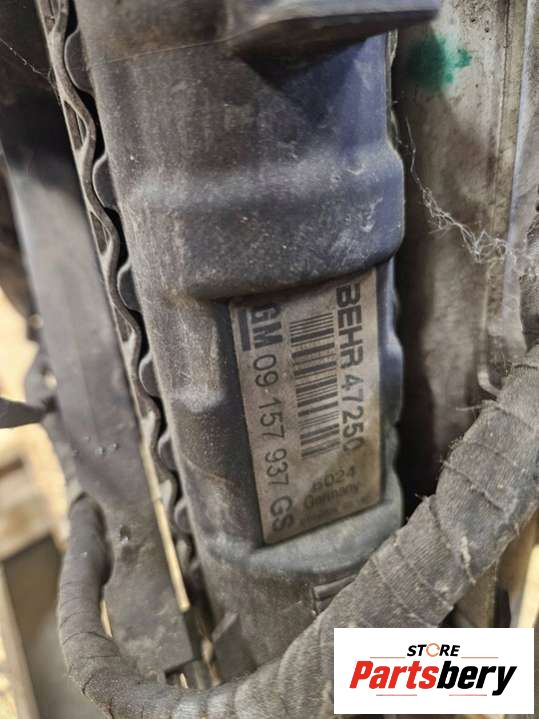 BEHR 47250
8024
Germany
GM 09 157 937 GS
STORE
Partsbery